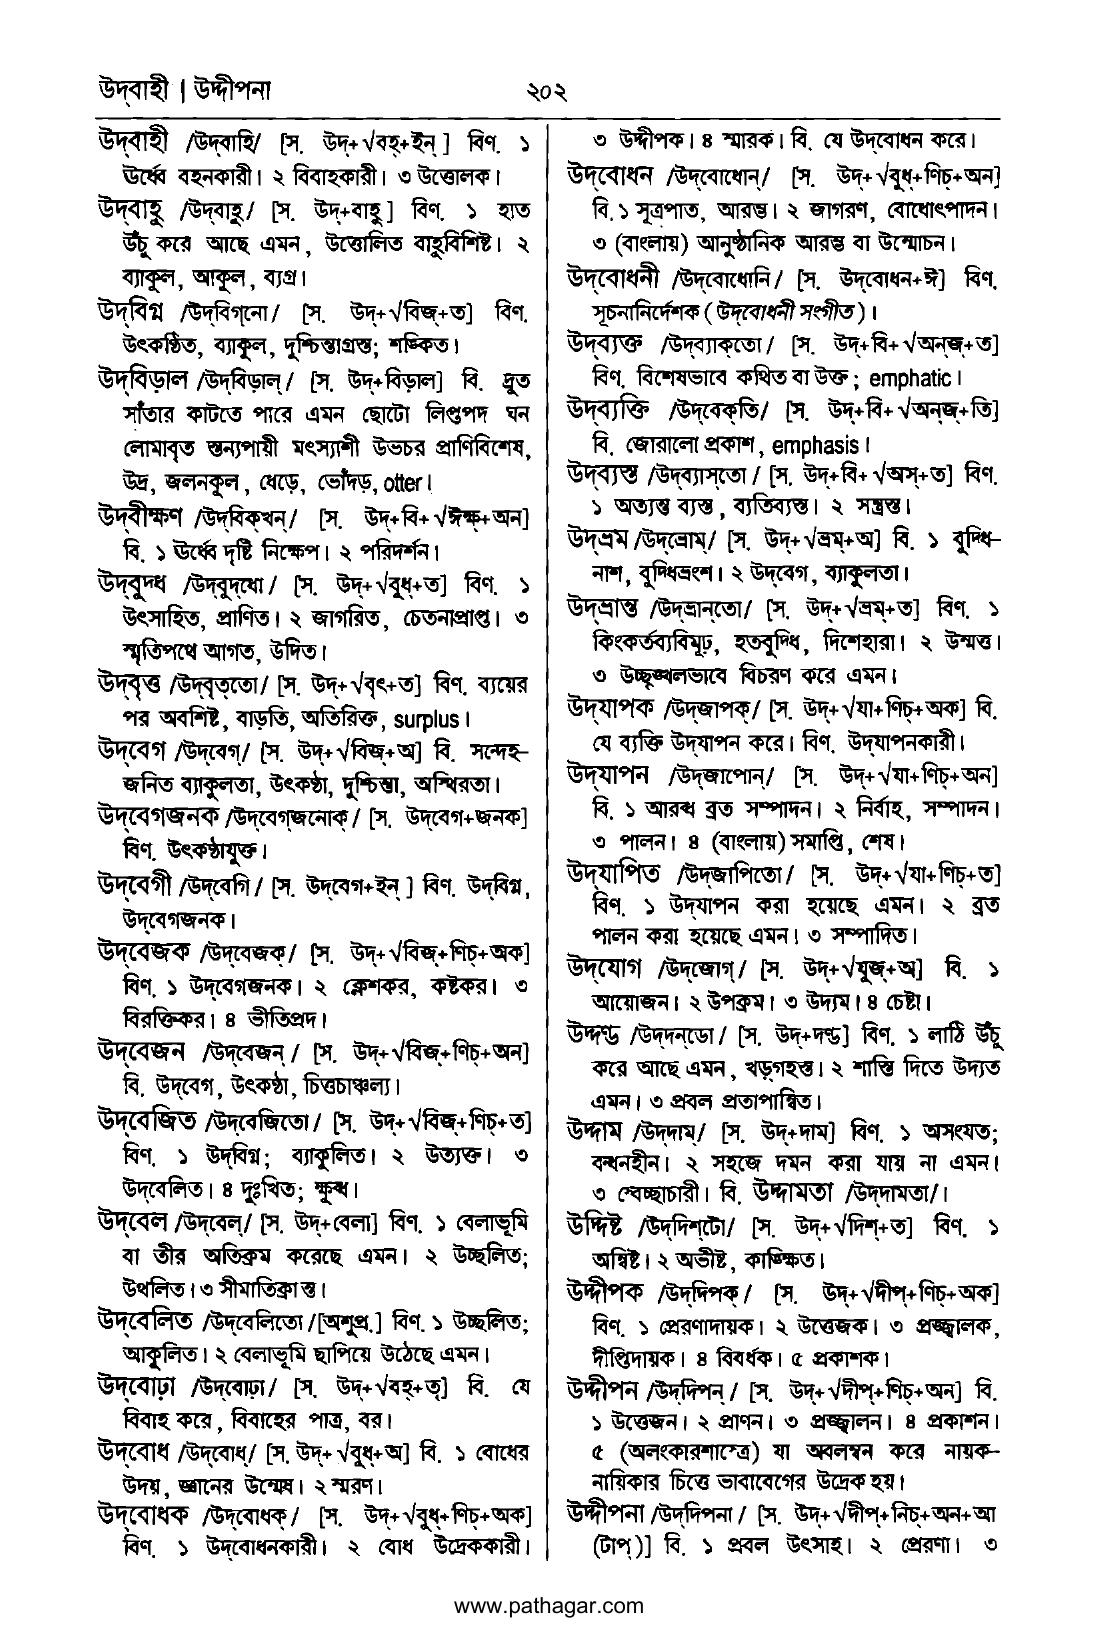 উদ্‌বাহী | উদ্দীপনা
২০২
উদ্‌বাহী /উদ্‌বাহি/ [স. উদ্‌+√বহ্‌+ইন্‌ ] বিণ. ১
ঊর্ধ্বে বহনকারী। ২ বিবাহকারী। ৩ উত্তোলক।
উদ্‌বাহু /উদ্‌বাহু/ [স. উদ্‌+বাহু ] বিণ. ১ হাত
উঁচু করে আছে এমন, উত্তোলিত বাহুবিশিষ্ট। ২
ব্যাকুল, আকুল, ব্যগ্র।
উদ্‌বিগ্ন /উদ্‌বিগ্‌নো/ [স. উদ্‌+√বিজ্‌+ত] বিণ.
উৎকণ্ঠিত, ব্যাকুল, দুশ্চিন্তাগ্রস্ত; শঙ্কিত।
উদ্‌বিড়াল /উদ্‌বিড়াল্‌/ [স. উদ্‌+বিড়াল] বি. দ্রুত
সাঁতার কাটতে পারে এমন ছোটো লিপ্তপদ ঘন
লোমাবৃত স্তন্যপায়ী মৎস্যাশী উভচর প্রাণিবিশেষ,
উদ্র, জলনকুল, ধেড়ে, ভোঁদড়, otter।
উদ্‌বীক্ষণ /উদ্‌বিক্‌খন্‌/ [স. উদ্‌+বি+√ঈক্ষ্‌+অন]
বি. ১ ঊর্ধ্বে দৃষ্টি নিক্ষেপ। ২ পরিদর্শন।
উদ্‌বুদ্ধ /উদ্‌বুদ্‌ধো/ [স. উদ্‌+√বুধ্‌+ত] বিণ. ১
উৎসাহিত, প্রাণিত। ২ জাগরিত, চেতনাপ্রাপ্ত। ৩
স্মৃতিপথে আগত, উদিত।
উদ্‌বৃত্ত /উদ্‌বৃত্‌তো/ [স. উদ্‌+√বৃৎ+ত] বিণ. ব্যয়ের
পর অবশিষ্ট, বাড়তি, অতিরিক্ত, surplus।
উদ্‌বেগ /উদ্‌বেগ্‌/ [স. উদ্‌+√বিজ্‌+অ] বি. সন্দেহ-
জনিত ব্যাকুলতা, উৎকণ্ঠা, দুশ্চিন্তা, অস্থিরতা।
উদ্‌বেগজনক /উদ্‌বেগ্‌জনোক্‌/ [স. উদ্‌বেগ+জনক]
বিণ. উৎকণ্ঠাযুক্ত।
উদ্‌বেগী /উদ্‌বেগি/ [স. উদ্‌বেগ+ইন্‌ ] বিণ. উদ্‌বিগ্ন,
উদ্‌বেগজনক।
উদ্‌বেজক /উদ্‌বেজক্‌/ [স. উদ্‌+√বিজ্‌+ণিচ্‌+অক]
বিণ. ১ উদ্‌বেগজনক। ২ ক্লেশকর, কষ্টকর। ৩
বিরক্তিকর। ৪ ভীতিপ্রদ।
উদ্‌বেজন /উদ্‌বেজন্‌/ [স. উদ্‌+√বিজ্‌+ণিচ্‌+অন]
বি. উদ্‌বেগ, উৎকণ্ঠা, চিত্তচাঞ্চল্য।
উদ্‌বেজিত /উদ্‌বেজিতো/ [স. উদ্‌+√বিজ্‌+ণিচ্‌+ত]
বিণ. ১ উদ্‌বিগ্ন; ব্যাকুলিত। ২ উত্যক্ত। ৩
উদ্‌বেলিত। ৪ দুঃখিত; ক্ষুব্ধ।
উদ্‌বেল /উদ্‌বেল্‌/ [স. উদ্‌+বেলা] বিণ. ১ বেলাভূমি
বা তীর অতিক্রম করেছে এমন। ২ উচ্ছলিত;
উথলিত। ৩ সীমাতিক্রান্ত।
উদ্‌বেলিত /উদ্‌বেলিতো/[অশুপ্র.] বিণ. ১ উচ্ছলিত;
আকুলিত। ২ বেলাভূমি ছাপিয়ে উঠেছে এমন।
উদ্‌বোঢ়া /উদ্‌বোঢ়া/ [স. উদ্‌+√বহ্‌+তৃ] বি. যে
বিবাহ করে, বিবাহের পাত্র, বর।
উদ্‌বোধ /উদ্‌বোধ্‌/ [স. উদ্‌+√বুধ্‌+অ] বি. ১ বোধের
উদয়, জ্ঞানের উন্মেষ। ২ স্মরণ।
উদ্‌বোধক /উদ্‌বোধক্‌/ [স. উদ্‌+√বুধ্‌+ণিচ্‌+অক]
বিণ. ১ উদ্‌বোধনকারী। ২ বোধ উদ্রেককারী।
৩ উদ্দীপক। ৪ স্মারক। বি. যে উদ্‌বোধন করে।
উদ্‌বোধন /উদ্‌বোধোন্‌/ [স. উদ্‌+√বুধ্‌+ণিচ্‌+অন]
বি. ১ সূত্রপাত, আরম্ভ। ২ জাগরণ, বোধোৎপাদন।
৩ (বাংলায়) আনুষ্ঠানিক আরম্ভ বা উন্মোচন।
উদ্‌বোধনী /উদ্‌বোধোনি/ [স. উদ্‌বোধন+ঈ] বিণ.
সূচনানির্দেশক (উদ্‌বোধনী সংগীত)।
উদ্‌ব্যক্ত /উদ্‌ব্যাক্‌তো/ [স. উদ্‌+বি+√অন্‌জ্‌+ত]
বিণ. বিশেষভাবে কথিত বা উক্ত; emphatic।
উদ্‌ব্যক্তি /উদ্‌বেক্‌তি/ [স. উদ্‌+বি+√অন্‌জ্‌+তি]
বি. জোরালো প্রকাশ, emphasis।
উদ্‌ব্যস্ত /উদ্‌ব্যাস্‌তো/ [স. উদ্‌+বি+√অস্‌+ত] বিণ.
১ অত্যন্ত ব্যস্ত, ব্যতিব্যস্ত। ২ সন্ত্রস্ত।
উদ্‌ভ্রম /উদ্‌ভ্রোম্‌/ [স. উদ্‌+√ভ্রম্‌+অ] বি. ১ বুদ্ধি-
নাশ, বুদ্ধিভ্রংশ। ২ উদ্‌বেগ, ব্যাকুলতা।
উদ্‌ভ্রান্ত /উদ্‌ভ্রান্‌তো/ [স. উদ্‌+√ভ্রম্‌+ত] বিণ. ১
কিংকর্তব্যবিমূঢ়, হতবুদ্ধি, দিশেহারা। ২ উন্মত্ত।
৩ উচ্ছৃঙ্খলভাবে বিচরণ করে এমন।
উদ্‌যাপক /উদ্‌জাপক্‌/ [স. উদ্‌+√যা+ণিচ্‌+অক] বি.
যে ব্যক্তি উদ্‌যাপন করে। বিণ. উদ্‌যাপনকারী।
উদ্‌যাপন /উদ্‌জাপোন্‌/ [স. উদ্‌+√যা+ণিচ্‌+অন]
বি. ১ আরব্ধ ব্রত সম্পাদন। ২ নির্বাহ, সম্পাদন।
৩ পালন। ৪ (বাংলায়) সমাপ্তি, শেষ।
উদ্‌যাপিত /উদ্‌জাপিতো/ [স. উদ্‌+√যা+ণিচ্‌+ত]
বিণ. ১ উদ্‌যাপন করা হয়েছে এমন। ২ ব্রত
পালন করা হয়েছে এমন। ৩ সম্পাদিত।
উদ্‌যোগ /উদ্‌জোগ্‌/ [স. উদ্‌+√যুজ্‌+অ] বি. ১
আয়োজন। ২ উপক্রম। ৩ উদ্যম। ৪ চেষ্টা।
উদ্দণ্ড /উদ্‌দন্‌ডো/ [স. উদ্‌+দণ্ড] বিণ. ১ লাঠি উঁচু
করে আছে এমন, খড়্‌গহস্ত। ২ শাস্তি দিতে উদ্যত
এমন। ৩ প্রবল প্রতাপান্বিত।
উদ্দাম /উদ্‌দাম্‌/ [স. উদ্‌+দাম] বিণ. ১ অসংযত;
বন্ধনহীন। ২ সহজে দমন করা যায় না এমন।
৩ স্বেচ্ছাচারী। বি. উদ্দামতা /উদ্‌দামতা/।
উদ্দিষ্ট /উদ্‌দিশ্‌টো/ [স. উদ্‌+√দিশ্‌+ত] বিণ. ১
অন্বিষ্ট। ২ অভীষ্ট, কাঙ্ক্ষিত।
উদ্দীপক /উদ্‌দিপক্‌/ [স. উদ্‌+√দীপ্‌+ণিচ্‌+অক]
বিণ. ১ প্রেরণাদায়ক। ২ উত্তেজক। ৩ প্রজ্জ্বালক,
দীপ্তিদায়ক। ৪ বিবর্ধক। ৫ প্রকাশক।
উদ্দীপন /উদ্‌দিপন্‌/ [স. উদ্‌+√দীপ্‌+ণিচ্‌+অন] বি.
১ উত্তেজন। ২ প্রাণন। ৩ প্রজ্জ্বালন। ৪ প্রকাশন।
৫ (অলংকারশাস্ত্রে) যা অবলম্বন করে নায়ক-
নায়িকার চিত্তে ভাবাবেগের উদ্রেক হয়।
উদ্দীপনা /উদ্‌দিপনা/ [স. উদ্‌+√দীপ্‌+নিচ্‌+অন+আ
(টাপ্‌)] বি. ১ প্রবল উৎসাহ। ২ প্রেরণা। ৩
www.pathagar.com